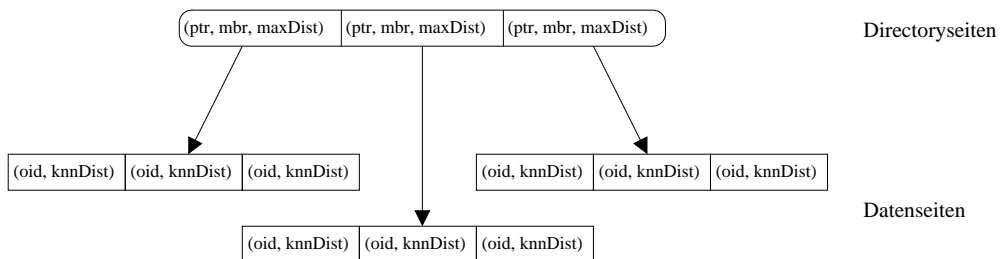 (ptr, mbr, maxDist) (ptr, mbr, maxDist) (ptr, mbr, maxDist)
Directoryseiten
(oid, knnDist) (oid, knnDist) (oid, knnDist)
(oid, knnDist) (oid, knnDist) (oid, knnDist)
Datenseiten
(oid, knnDist) (oid, knnDist) (oid, knnDist)